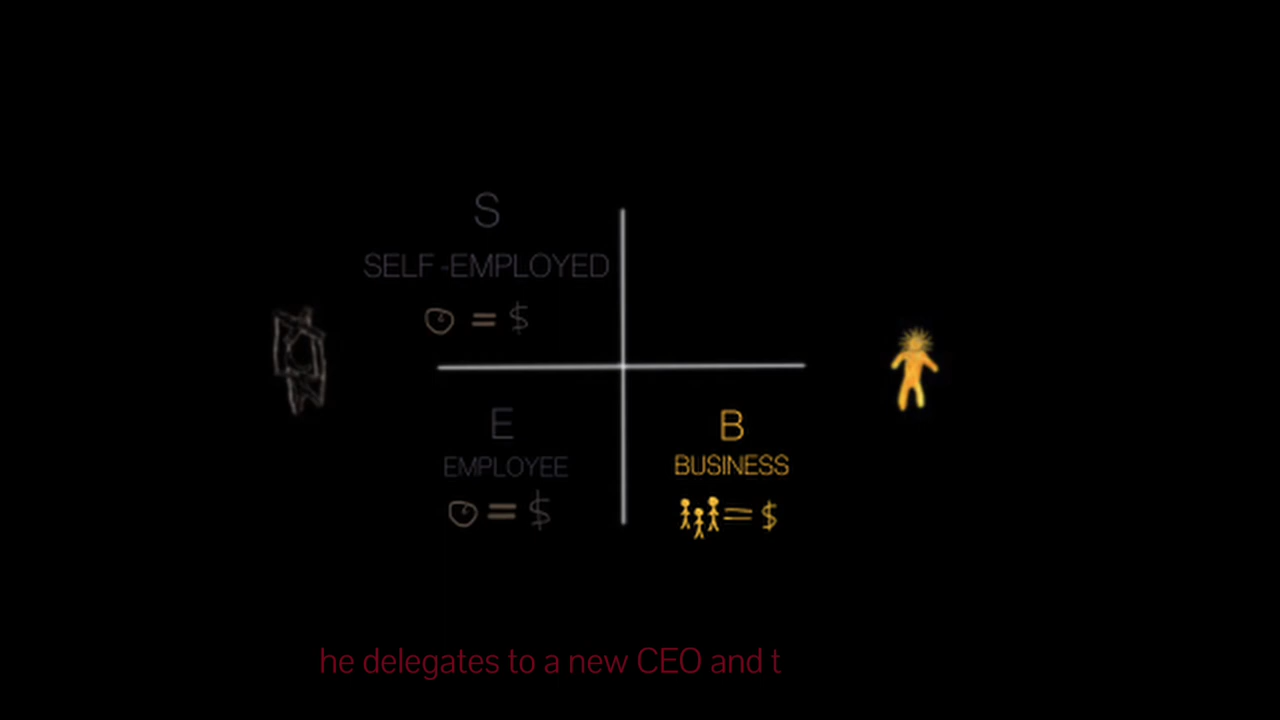 S
SELF-EMPLOYED
= $
E
EMPLOYEE
= $
B
BUSINESS
= $
he delegates to a new CEO and t